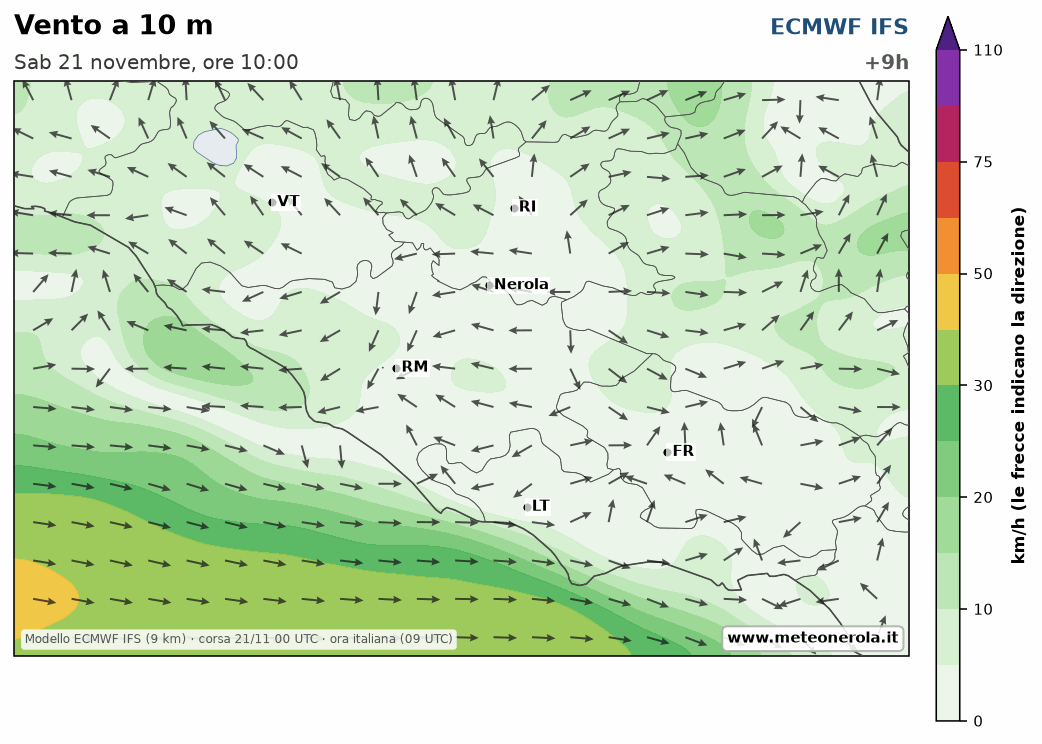 Vento a 10 m
ECMWF IFS
Sab 21 novembre, ore 10:00
+9h
110
75
50
30
20
10
0
km/h (le frecce indicano la direzione)
VT
RI
Nerola
RM
FR
LT
Modello ECMWF IFS (9 km) · corsa 21/11 00 UTC · ora italiana (09 UTC)
www.meteonerola.it